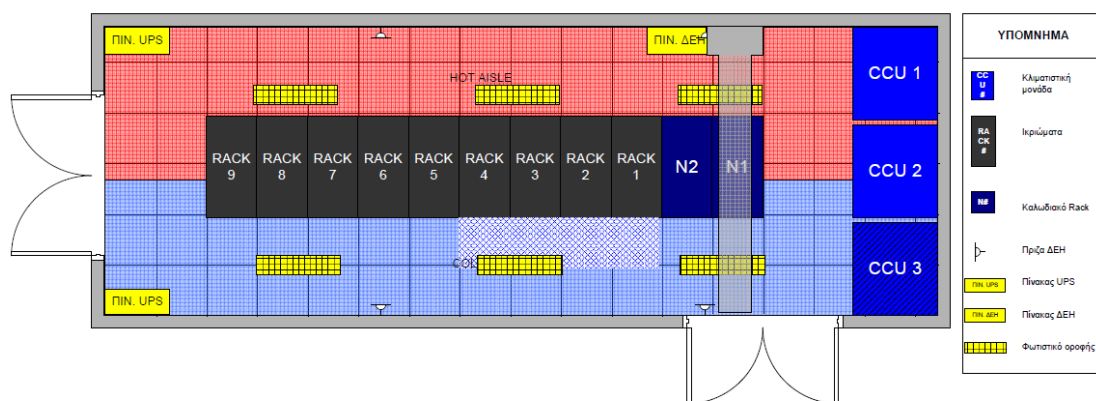 ΠΙΝ. UPS
ΠΙΝ. ΔΕΗ
HOT AISLE
CCU 1
RACK 9
RACK 8
RACK 7
RACK 6
RACK 5
RACK 4
RACK 3
RACK 2
RACK 1
N2
N1
CCU 2
ΠΙΝ. UPS
CCU 3
ΥΠΟΜΝΗΜΑ
CCU # Κλιματιστική μονάδα
RACK # Ικριώματα
N# Καλωδιακό Rack
Πριζα ΔΕΗ
ΠΙΝ. UPS Πίνακας UPS
ΠΙΝ. ΔΕΗ Πίνακας ΔΕΗ
Φωτιστικό οροφής